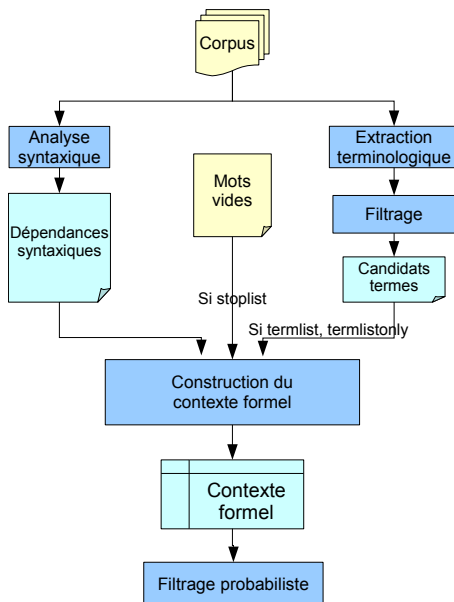 Corpus
Analyse
syntaxique
Extraction
terminologique
Mots
vides
Filtrage
Dépendances
syntaxiques
Candidats
termes
Si stoplist
Si termlist, termlistonly
Construction du
contexte formel
Contexte
formel
Filtrage probabiliste